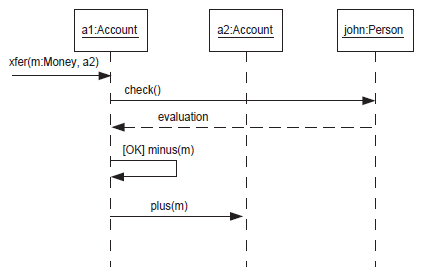 a1:Account
a2:Account
john:Person
xfer(m:Money, a2)
check()
evaluation
[OK] minus(m)
plus(m)